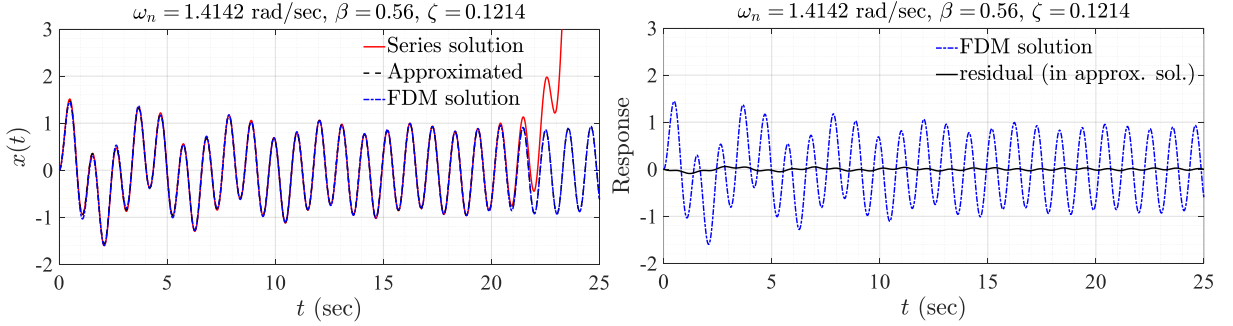 ωₙ = 1.4142 rad/sec, β = 0.56, ζ = 0.1214
3
2
1
0
-1
-2
x(t)
Series solution
Approximated
FDM solution
0 5 10 15 20 25
t (sec)
ωₙ = 1.4142 rad/sec, β = 0.56, ζ = 0.1214
3
2
1
0
-1
-2
Response
FDM solution
residual (in approx. sol.)
0 5 10 15 20 25
t (sec)